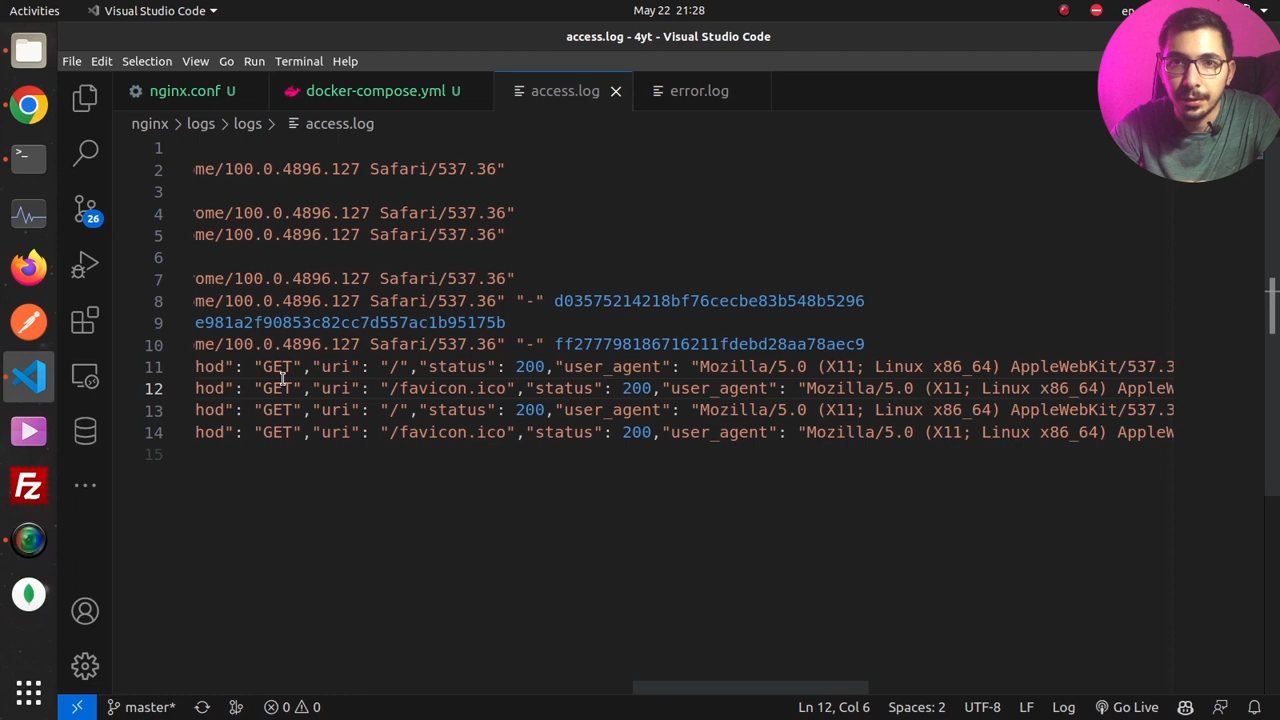 Activities
Visual Studio Code
May 22 21:28
en
access.log - 4yt - Visual Studio Code
File Edit Selection View Go Run Terminal Help
nginx.conf U
docker-compose.yml U
access.log
error.log
nginx > logs > logs > access.log
1
2 me/100.0.4896.127 Safari/537.36"
3
4 rome/100.0.4896.127 Safari/537.36"
5 me/100.0.4896.127 Safari/537.36"
6
7 rome/100.0.4896.127 Safari/537.36"
8 me/100.0.4896.127 Safari/537.36" "-" d03575214218bf76cecbe83b548b5296
9 e981a2f90853c82cc7d557ac1b95175b
10 me/100.0.4896.127 Safari/537.36" "-" ff277798186716211fdebd28aa78aec9
11 hod": "GET","uri": "/","status": 200,"user_agent": "Mozilla/5.0 (X11; Linux x86_64) AppleWebKit/537.3
12 hod": "GET","uri": "/favicon.ico","status": 200,"user_agent": "Mozilla/5.0 (X11; Linux x86_64) AppleW
13 hod": "GET","uri": "/","status": 200,"user_agent": "Mozilla/5.0 (X11; Linux x86_64) AppleWebKit/537.3
14 hod": "GET","uri": "/favicon.ico","status": 200,"user_agent": "Mozilla/5.0 (X11; Linux x86_64) AppleW
15
26
Fz
master* 0 0 Ln 12, Col 6 Spaces: 2 UTF-8 LF Log Go Live